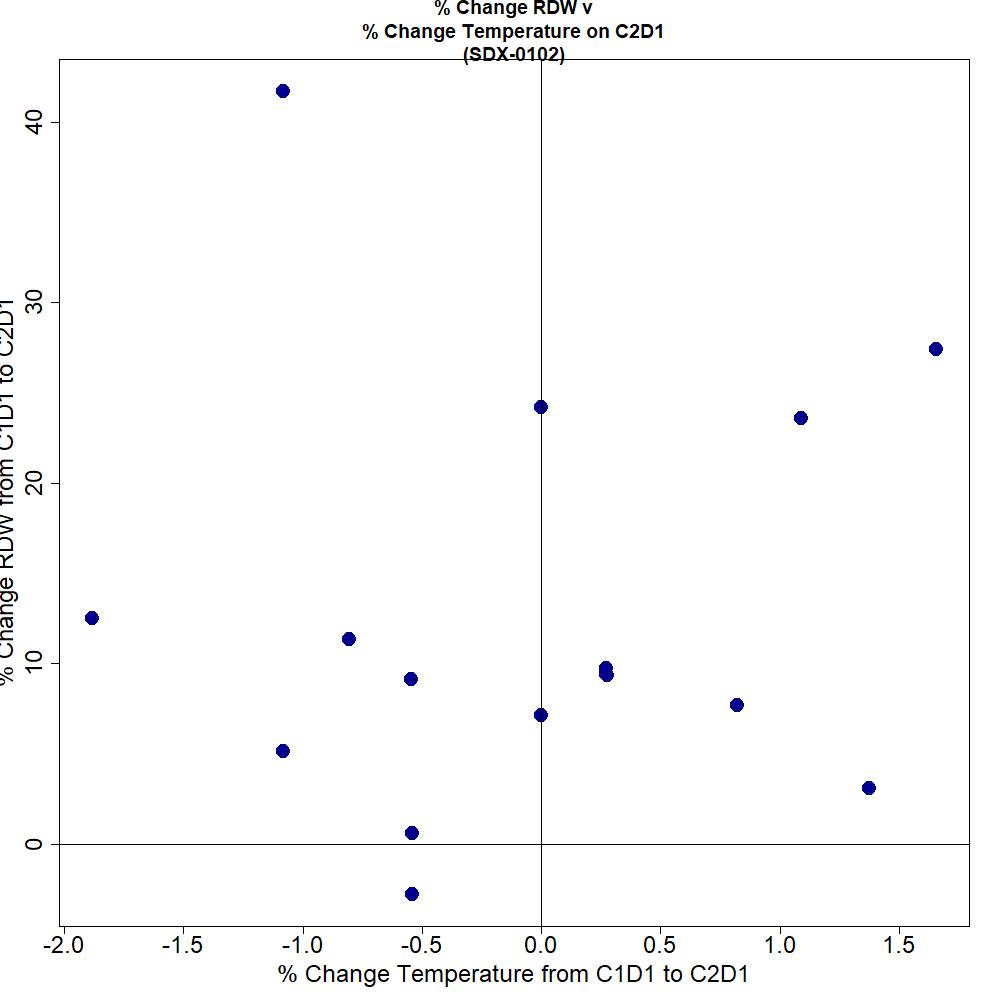 % Change RDW v
% Change Temperature on C2D1
(SDX-0102)
40
30
20
10
0
% Change RDW from C1D1 to C2D1
-2.0 -1.5 -1.0 -0.5 0.0 0.5 1.0 1.5
% Change Temperature from C1D1 to C2D1